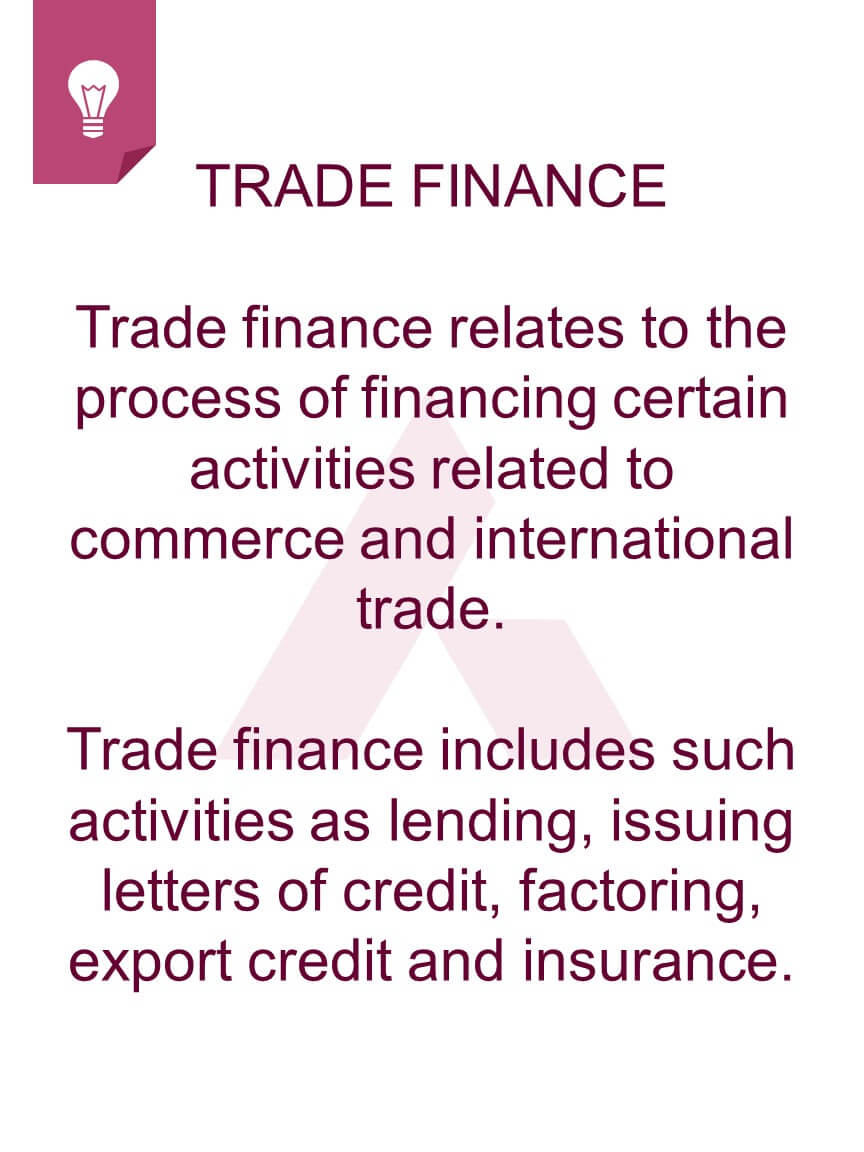 TRADE FINANCE
Trade finance relates to the
process of financing certain
activities related to
commerce and international
trade.
Trade finance includes such
activities as lending, issuing
letters of credit, factoring,
export credit and insurance.